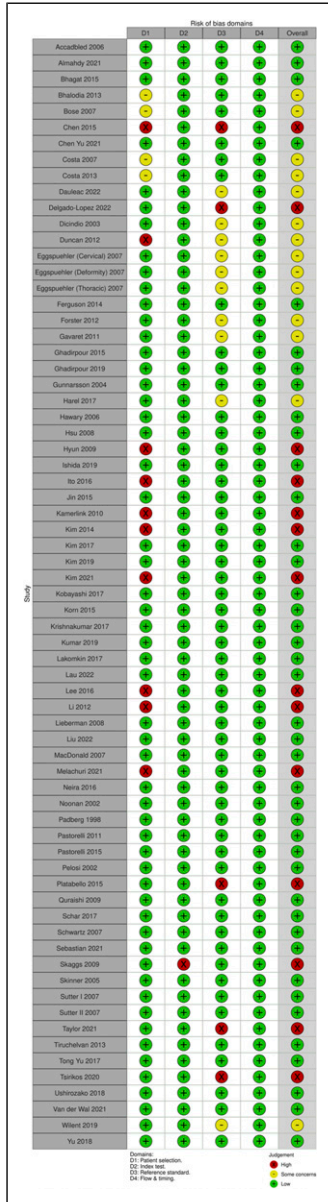 Risk of bias domains
D1 D2 D3 D4 Overall
Study
Accadbled 2006 + + + + +
Almahdy 2021 + + + + +
Bhagat 2015 + + + + +
Bhalodia 2013 - + + + -
Bose 2007 - + + + -
Chen 2015 X + X + X
Chen Yu 2021 + + + + +
Costa 2007 - + + + -
Costa 2013 - + + + -
Dauleac 2022 + + - + -
Delgado-Lopez 2022 + + X + X
Dicindio 2003 + + - + -
Duncan 2012 X + - + -
Eggspuehler (Cervical) 2007 + + - + -
Eggspuehler (Deformity) 2007 + + - + -
Eggspuehler (Thoracic) 2007 + + - + -
Ferguson 2014 + + + + +
Forster 2012 + + - + -
Gavaret 2011 + + - + -
Ghadirpour 2015 + + + + +
Ghadirpour 2019 + + + + +
Gunnarsson 2004 + + + + +
Harel 2017 + + - + -
Hawary 2006 + + + + +
Hsu 2008 + + + + +
Hyun 2009 X + + + X
Ishida 2019 + + + + +
Ito 2016 X + + + X
Jin 2015 + + + + +
Kamerlink 2010 X + + + X
Kim 2014 X + + + X
Kim 2017 + + + + +
Kim 2019 + + + + +
Kim 2021 X + + + X
Kobayashi 2017 + + + + +
Korn 2015 + + + + +
Krishnakumar 2017 + + + + +
Kumar 2019 + + + + +
Lakomkin 2017 + + + + +
Lau 2022 + + + + +
Lee 2016 X + + + X
Li 2012 X + + + X
Lieberman 2008 + + + + +
Liu 2022 + + + + +
MacDonald 2007 + + + + +
Melachuri 2021 X + + + X
Neira 2016 + + + + +
Noonan 2002 + + + + +
Padberg 1998 + + + + +
Pastorelli 2011 + + + + +
Pastorelli 2015 + + + + +
Pelosi 2002 + + + + +
Platabello 2015 + + X + X
Quraishi 2009 + + + + +
Schar 2017 + + + + +
Schwartz 2007 + + + + +
Sebastian 2021 + + + + +
Skaggs 2009 + X + + X
Skinner 2005 + + + + +
Sutter I 2007 + + + + +
Sutter II 2007 + + + + +
Taylor 2021 + + X + X
Tiruchelvan 2013 + + + + +
Tong Yu 2017 + + + + +
Tsirikos 2020 + + X + X
Ushirozako 2018 + + + + +
Van der Wal 2021 + + + + +
Wilent 2019 + + - + -
Yu 2018 + + + + +
Domains:
D1: Patient selection.
D2: Index test.
D3: Reference standard.
D4: Flow & timing.
Judgement
X High
- Some concerns
+ Low